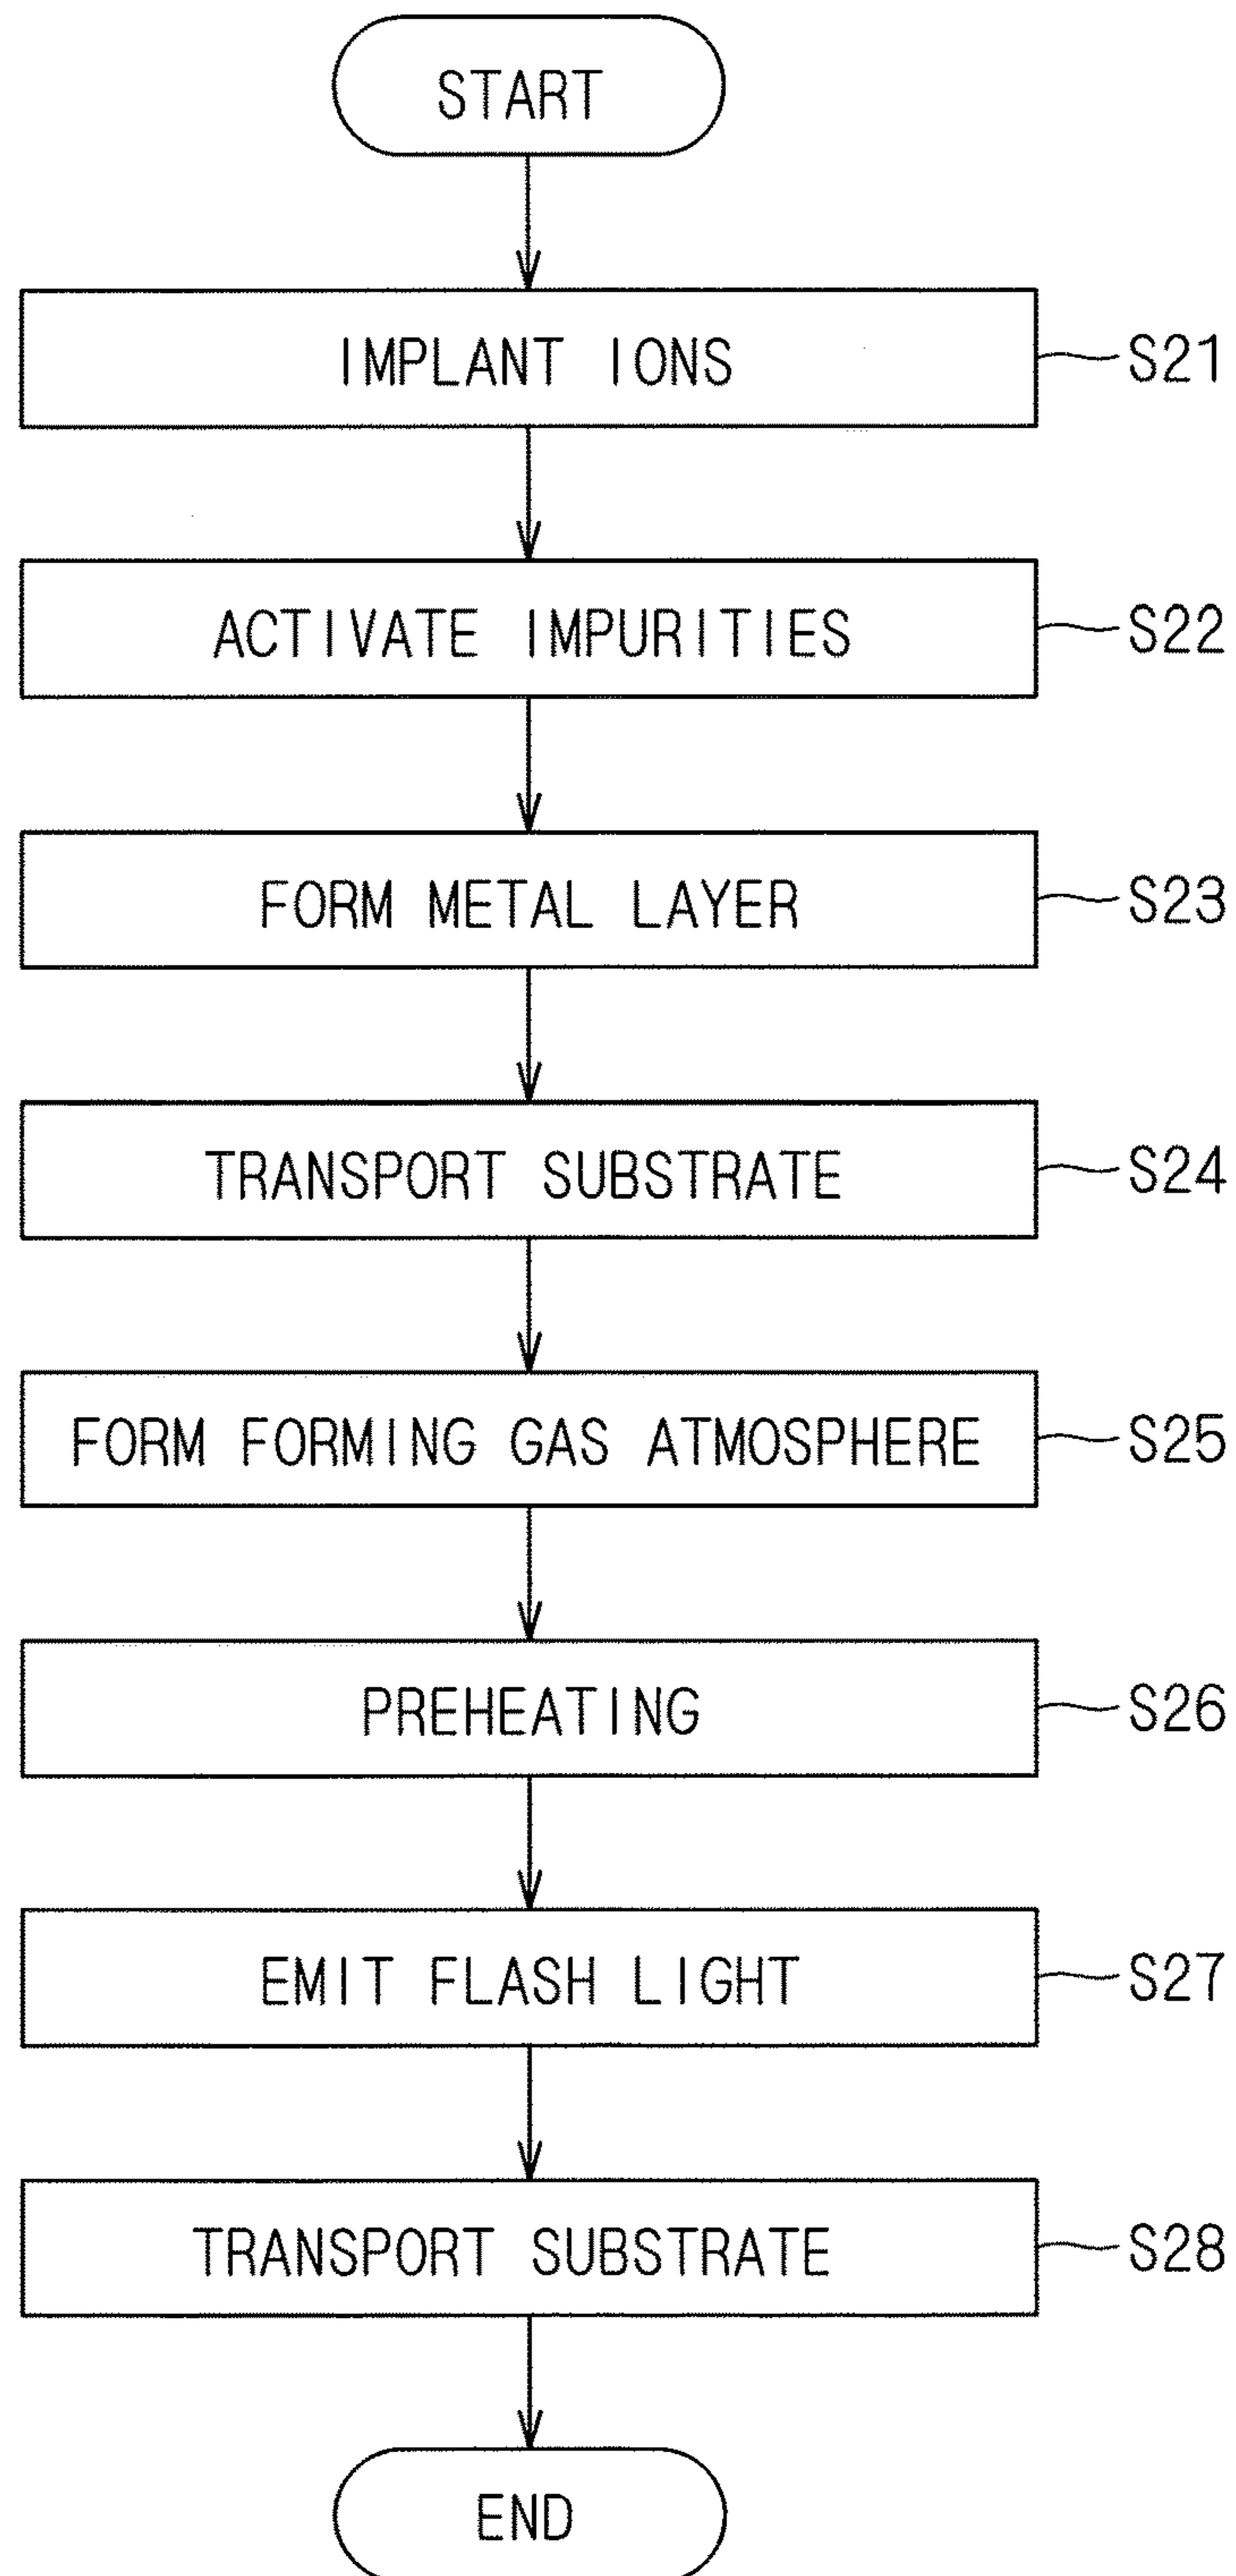 START
IMPLANT IONS S21
ACTIVATE IMPURITIES S22
FORM METAL LAYER S23
TRANSPORT SUBSTRATE S24
FORM FORMING GAS ATMOSPHERE S25
PREHEATING S26
EMIT FLASH LIGHT S27
TRANSPORT SUBSTRATE S28
END